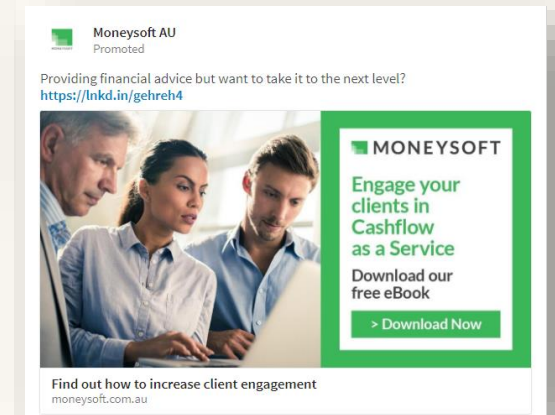 Moneysoft AU
Promoted
Providing financial advice but want to take it to the next level?
https://lnkd.in/gehreh4
MONEYSOFT
Engage your
clients in
Cashflow
as a Service
Download our
free eBook
> Download Now
Find out how to increase client engagement
moneysoft.com.au